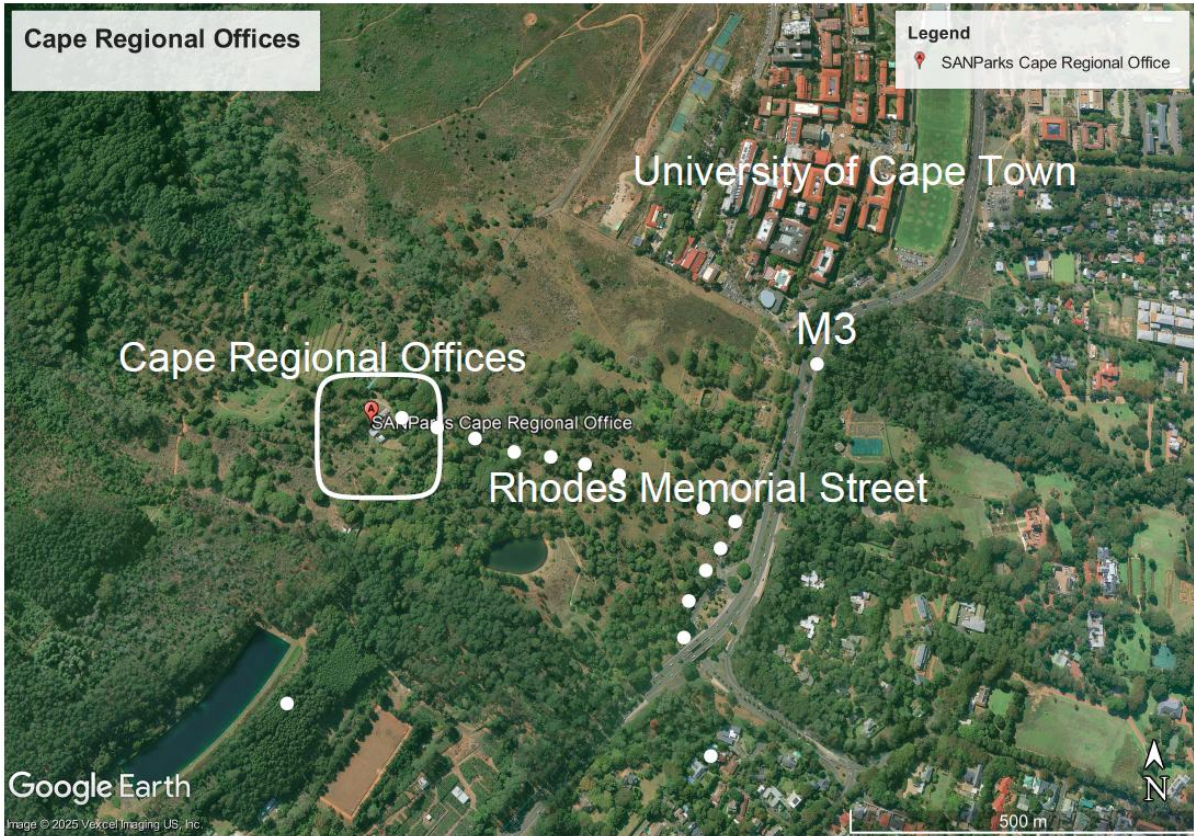 Cape Regional Offices
Legend
SANParks Cape Regional Office
University of Cape Town
M3
Cape Regional Offices
SANParks Cape Regional Office
Rhodes Memorial Street
Google Earth
N
Image © 2025 Vexcel Imaging US, Inc.
500 m